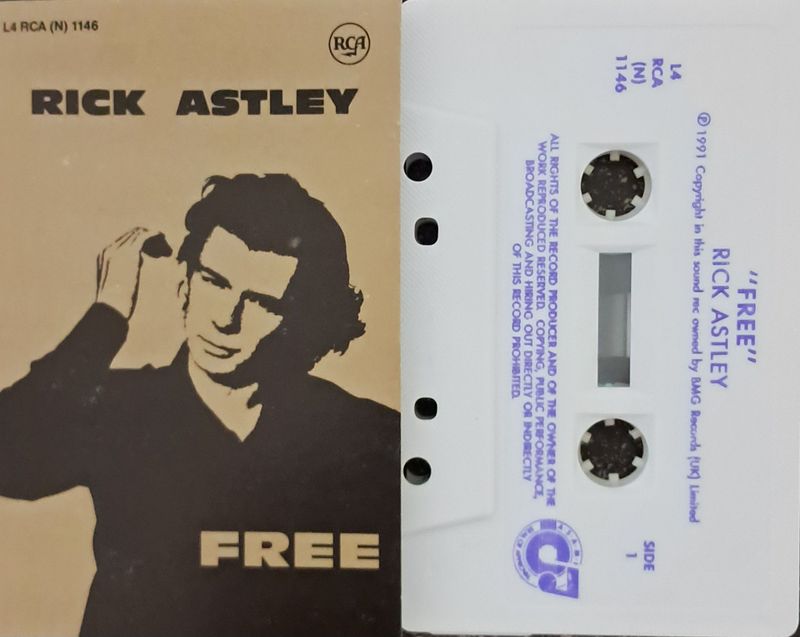 L4 RCA (N) 1146
RCA
RICK ASTLEY
FREE
L4
RCA
(N)
1146
℗ 1991 Copyright in this sound rec owned by BMG Records (UK) Limited
"FREE"
RICK ASTLEY
ALL RIGHTS OF THE RECORD PRODUCER AND OF THE OWNER OF THE
WORK REPRODUCED RESERVED. COPYING, PUBLIC PERFORMANCE,
BROADCASTING AND HIRING OUT DIRECTLY OR INDIRECTLY
OF THIS RECORD PROHIBITED.
SIDE
1